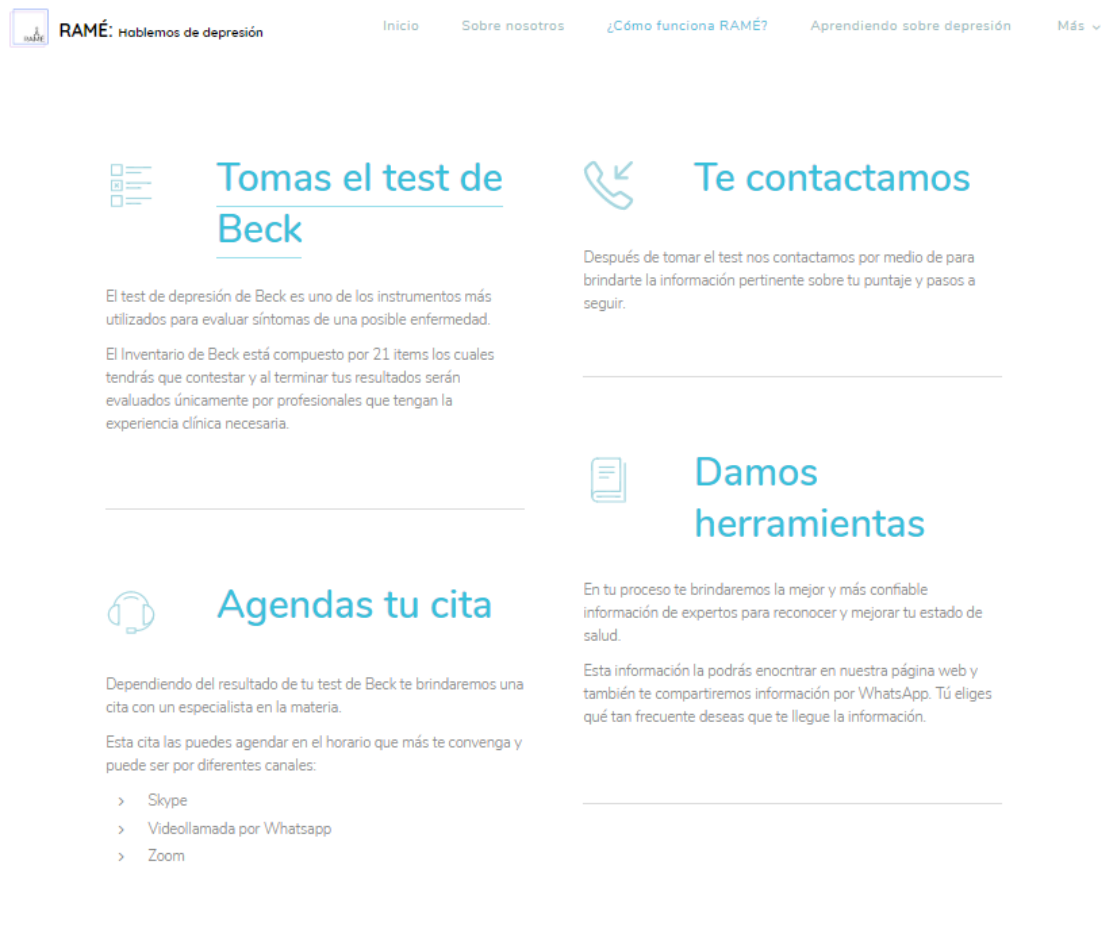 RAMÉ
RAMÉ: Hablemos de depresión
Inicio
Sobre nosotros
¿Cómo funciona RAMÉ?
Aprendiendo sobre depresión
Más
Tomas el test de
Beck
El test de depresión de Beck es uno de los instrumentos más
utilizados para evaluar síntomas de una posible enfermedad.
El Inventario de Beck está compuesto por 21 items los cuales
tendrás que contestar y al terminar tus resultados serán
evaluados únicamente por profesionales que tengan la
experiencia clínica necesaria.
Te contactamos
Después de tomar el test nos contactamos por medio de para
brindarte la información pertinente sobre tu puntaje y pasos a
seguir.
Agendas tu cita
Dependiendo del resultado de tu test de Beck te brindaremos una
cita con un especialista en la materia.
Esta cita las puedes agendar en el horario que más te convenga y
puede ser por diferentes canales:
Skype
Videollamada por Whatsapp
Zoom
Damos
herramientas
En tu proceso te brindaremos la mejor y más confiable
información de expertos para reconocer y mejorar tu estado de
salud.
Esta información la podrás enocntrar en nuestra página web y
también te compartiremos información por WhatsApp. Tú eliges
qué tan frecuente deseas que te llegue la información.